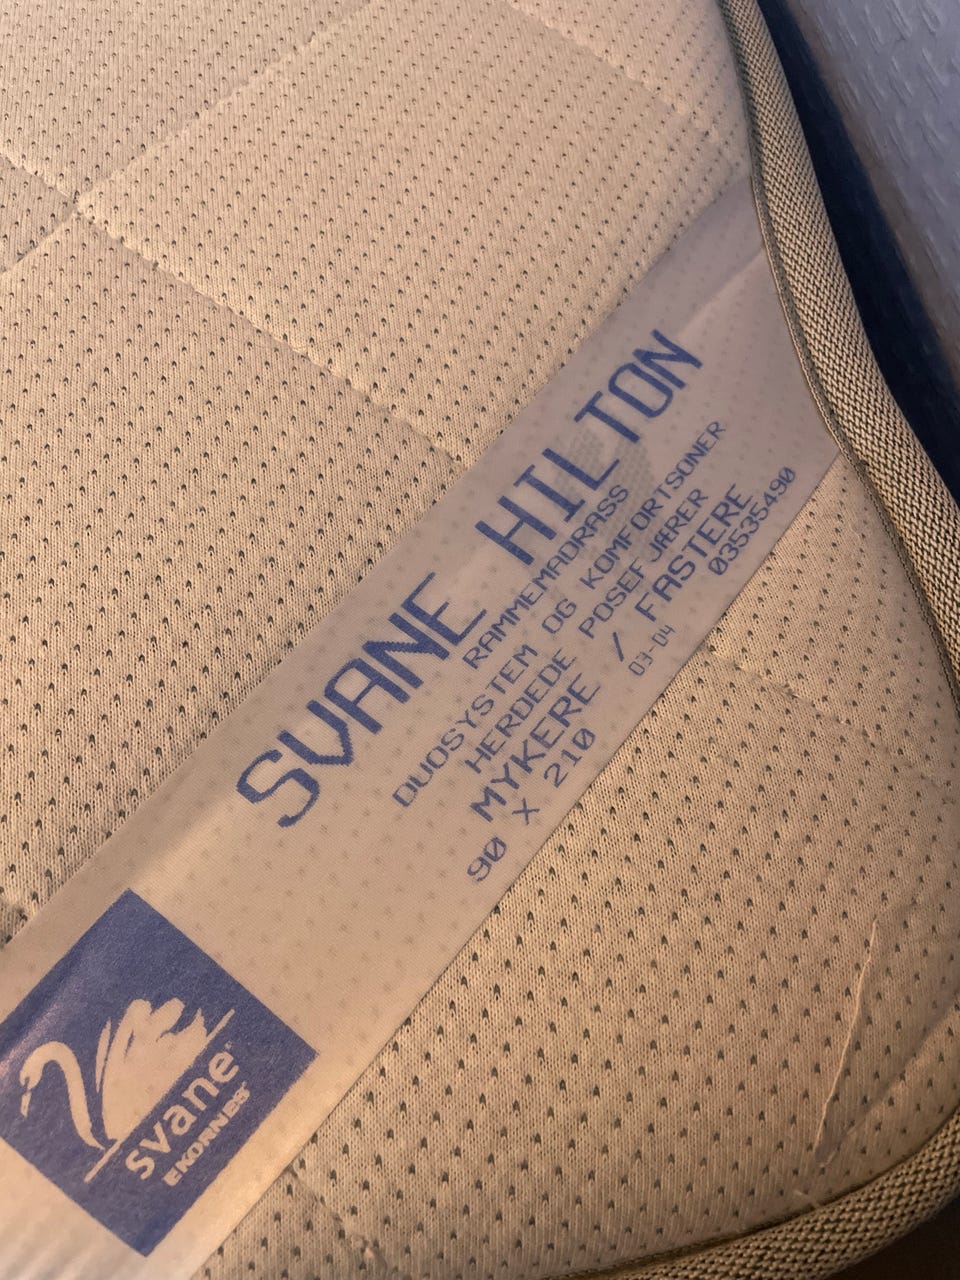 SVANE HILTON
RAMMEMADRASS
DUOSYSTEM OG KOMFORTSONER
HERDEDE POSEFJÆRER
MYKERE / FASTERE
90 X 210
03-04
03535490
svane
EKORNES